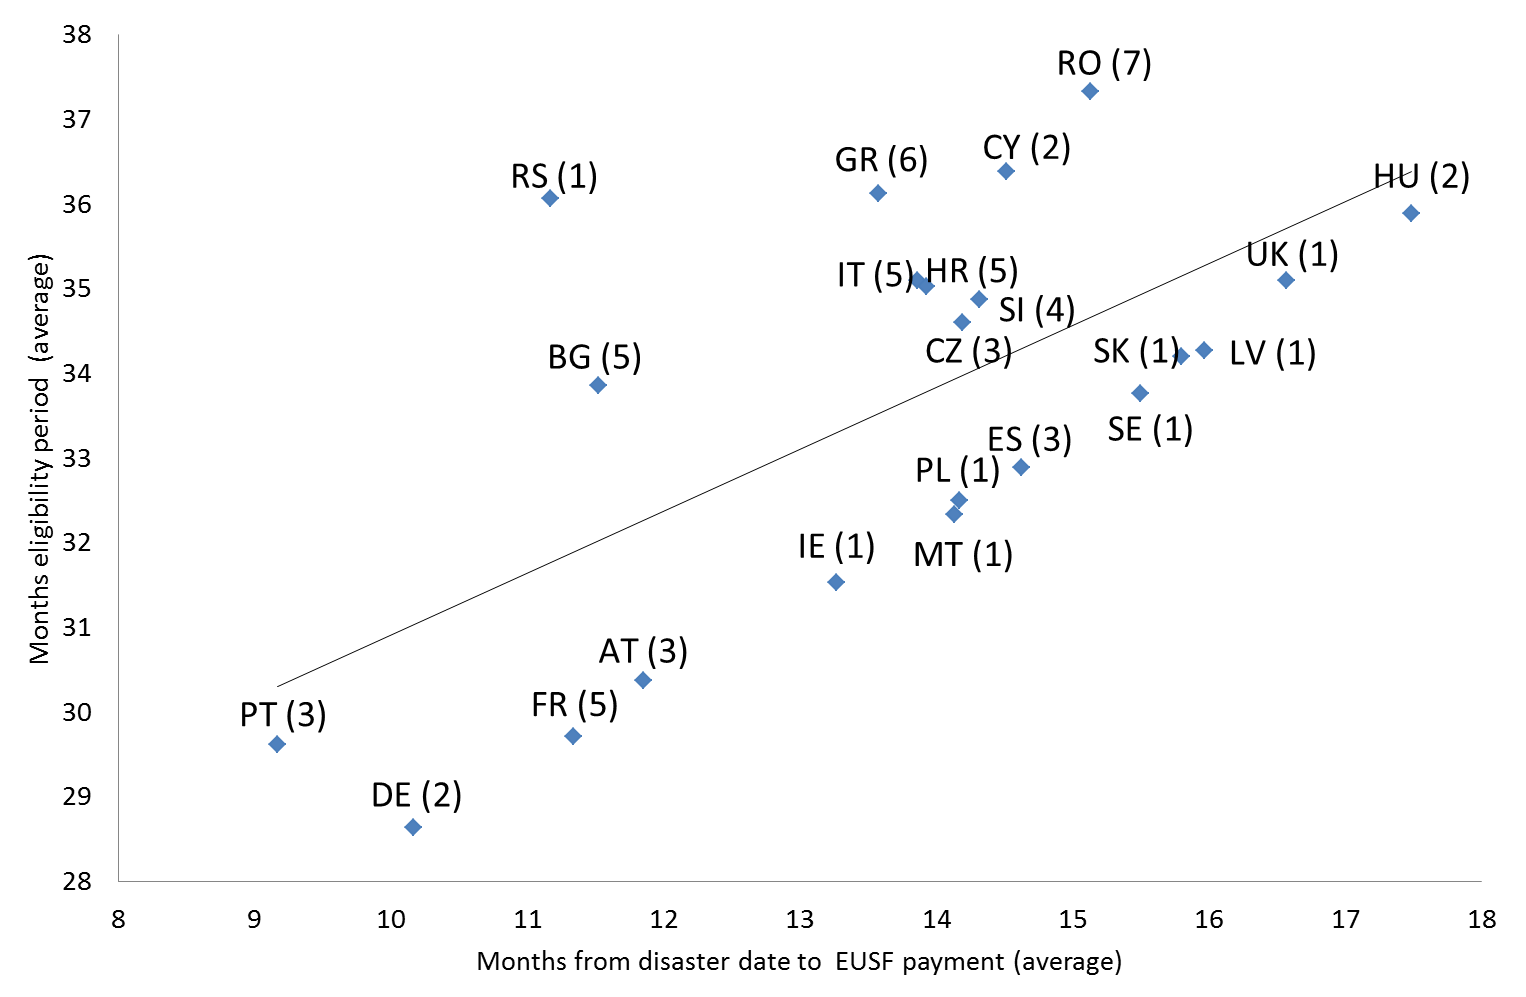 38
37
36
35
34
33
32
31
30
29
28
Months eligibility period (average)
RO (7)
CY (2)
GR (6)
RS (1)
HU (2)
UK (1)
IT (5)
HR (5)
SI (4)
CZ (3)
SK (1)
LV (1)
BG (5)
SE (1)
ES (3)
PL (1)
MT (1)
IE (1)
AT (3)
FR (5)
PT (3)
DE (2)
8 9 10 11 12 13 14 15 16 17 18
Months from disaster date to EUSF payment (average)